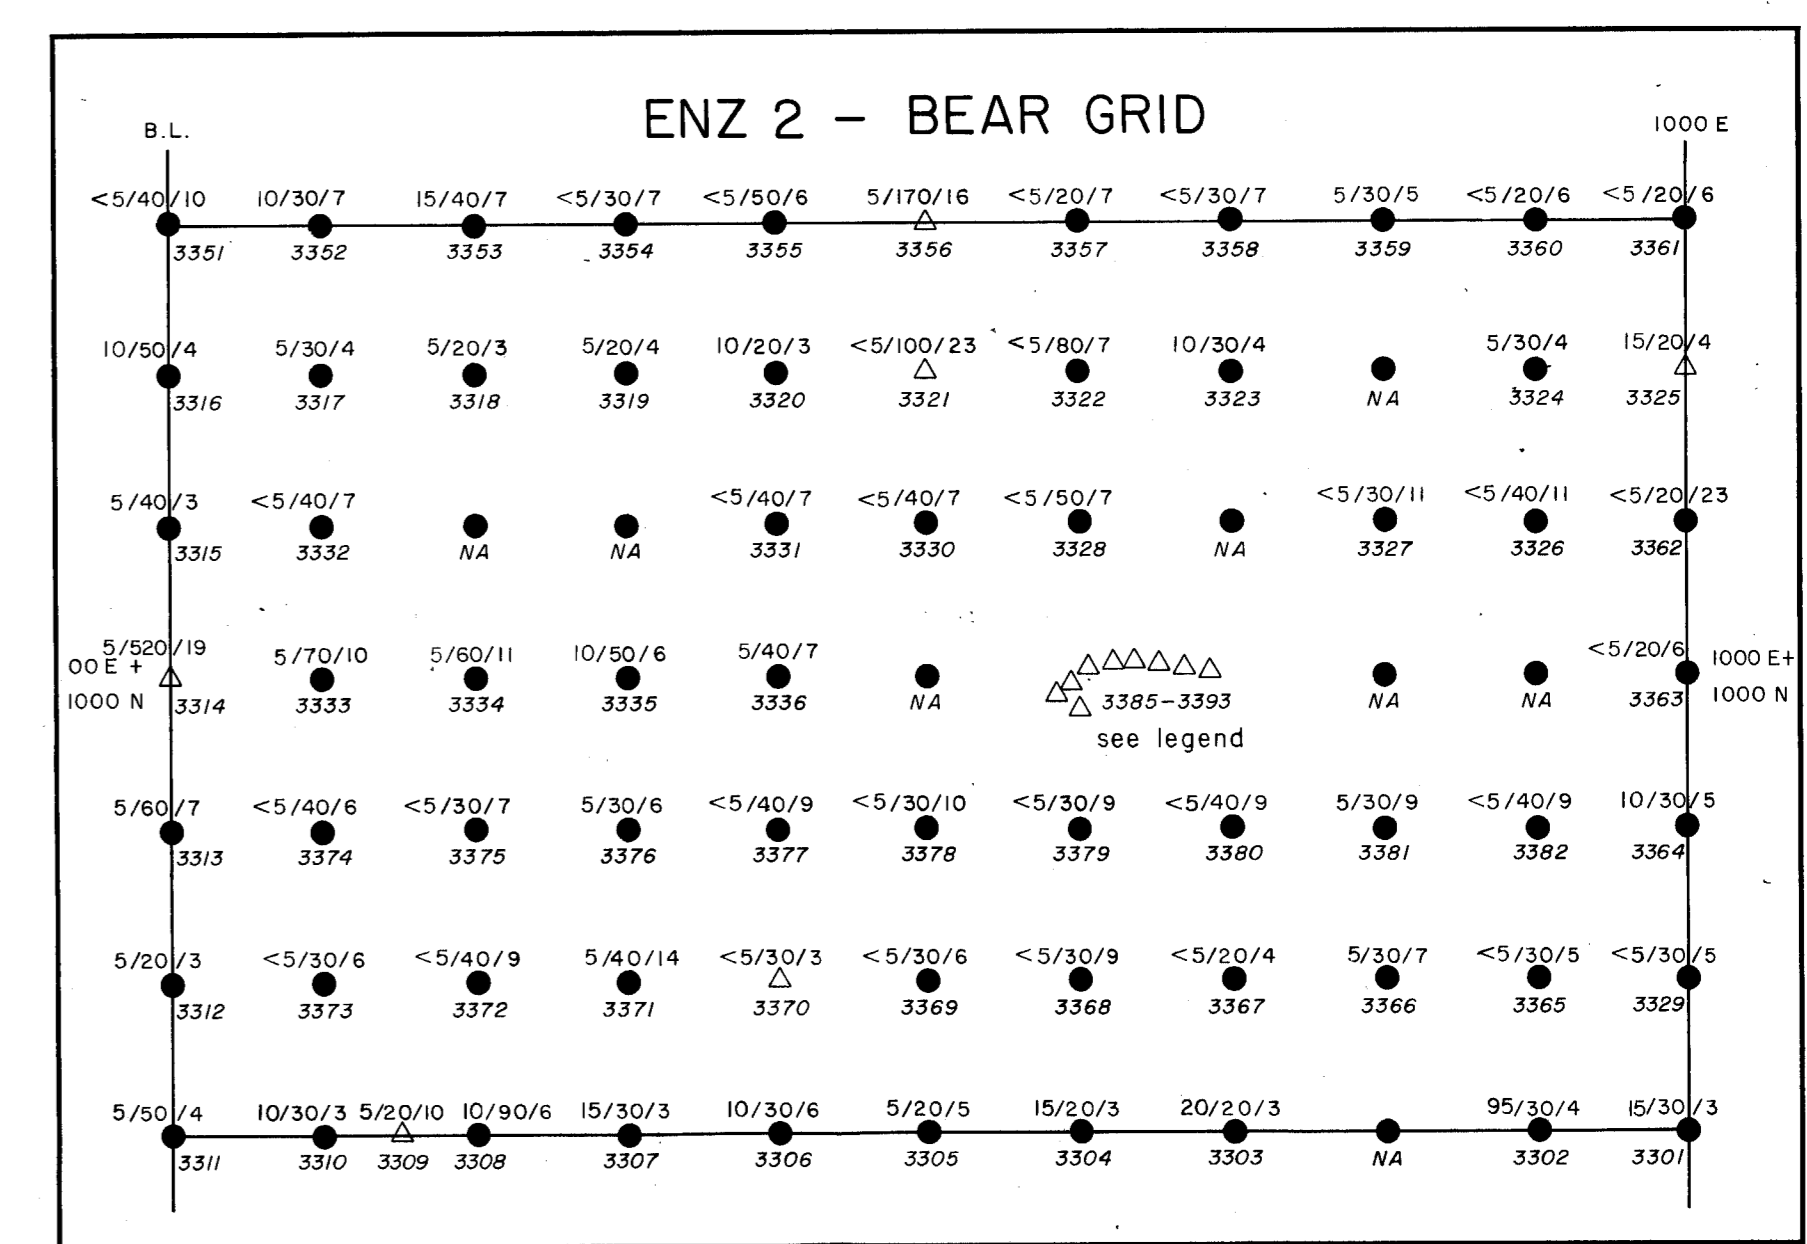 ENZ 2 – BEAR GRID
B.L. 1000 E
<5/40/10 10/30/7 15/40/7 <5/30/7 <5/50/6 5/170/16 <5/20/7 <5/30/7 5/30/5 <5/20/6 <5/20/6
3351 3352 3353 3354 3355 3356 3357 3358 3359 3360 3361
10/50/4 5/30/4 5/20/3 5/20/4 10/20/3 <5/100/23 <5/80/7 10/30/4 5/30/4 15/20/4
3316 3317 3318 3319 3320 3321 3322 3323 NA 3324 3325
5/40/3 <5/40/7 <5/40/7 <5/40/7 <5/50/7 <5/30/11 <5/40/11 <5/20/23
3315 3332 NA NA 3331 3330 3328 NA 3327 3326 3362
5/520/19 5/70/10 5/60/11 10/50/6 5/40/7 <5/20/6
00 E + 1000 E+
1000 N 3314 3333 3334 3335 3336 NA 3385–3393 NA NA 3363 1000 N
see legend
5/60/7 <5/40/6 <5/30/7 5/30/6 <5/40/9 <5/30/10 <5/30/9 <5/40/9 5/30/9 <5/40/9 10/30/5
3313 3374 3375 3376 3377 3378 3379 3380 3381 3382 3364
5/20/3 <5/30/6 <5/40/9 5/40/14 <5/30/3 <5/30/6 <5/30/9 <5/20/4 5/30/7 <5/30/5 <5/30/5
3312 3373 3372 3371 3370 3369 3368 3367 3366 3365 3329
5/50/4 10/30/3 5/20/10 10/90/6 15/30/3 10/30/6 5/20/5 15/20/3 20/20/3 95/30/4 15/30/3
3311 3310 3309 3308 3307 3306 3305 3304 3303 NA 3302 3301